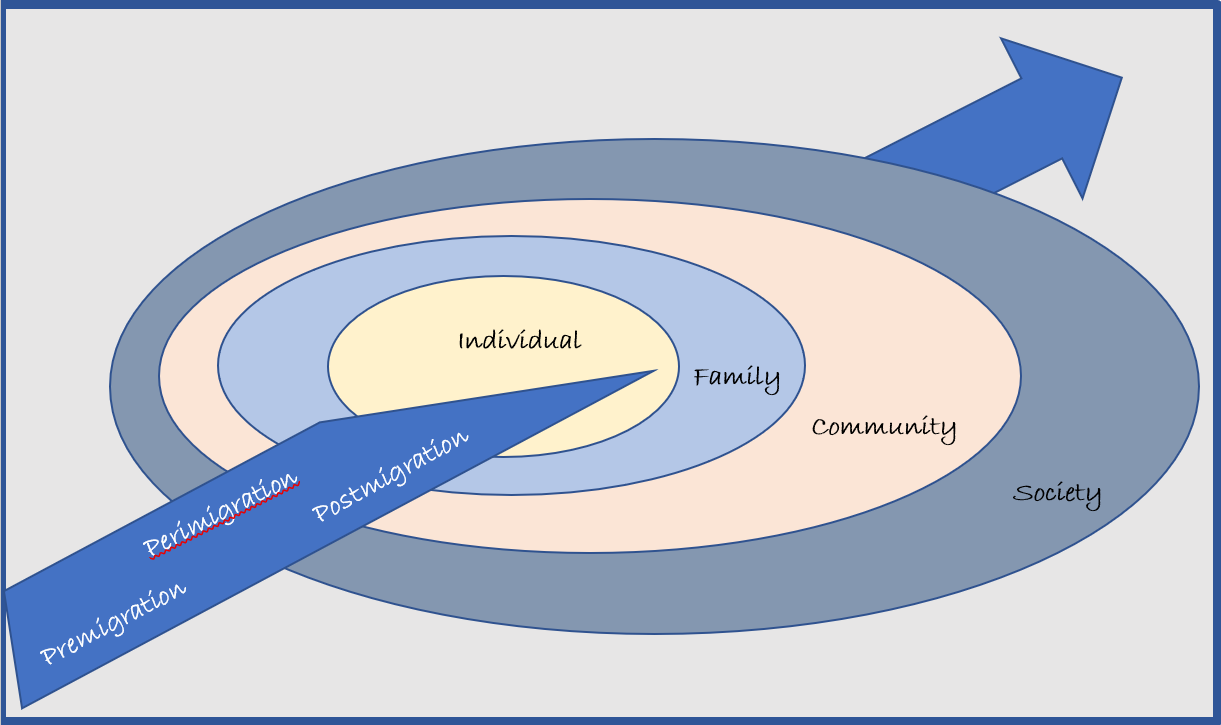 Individual
Family
Community
Society
Premigration
Perimigration
Postmigration